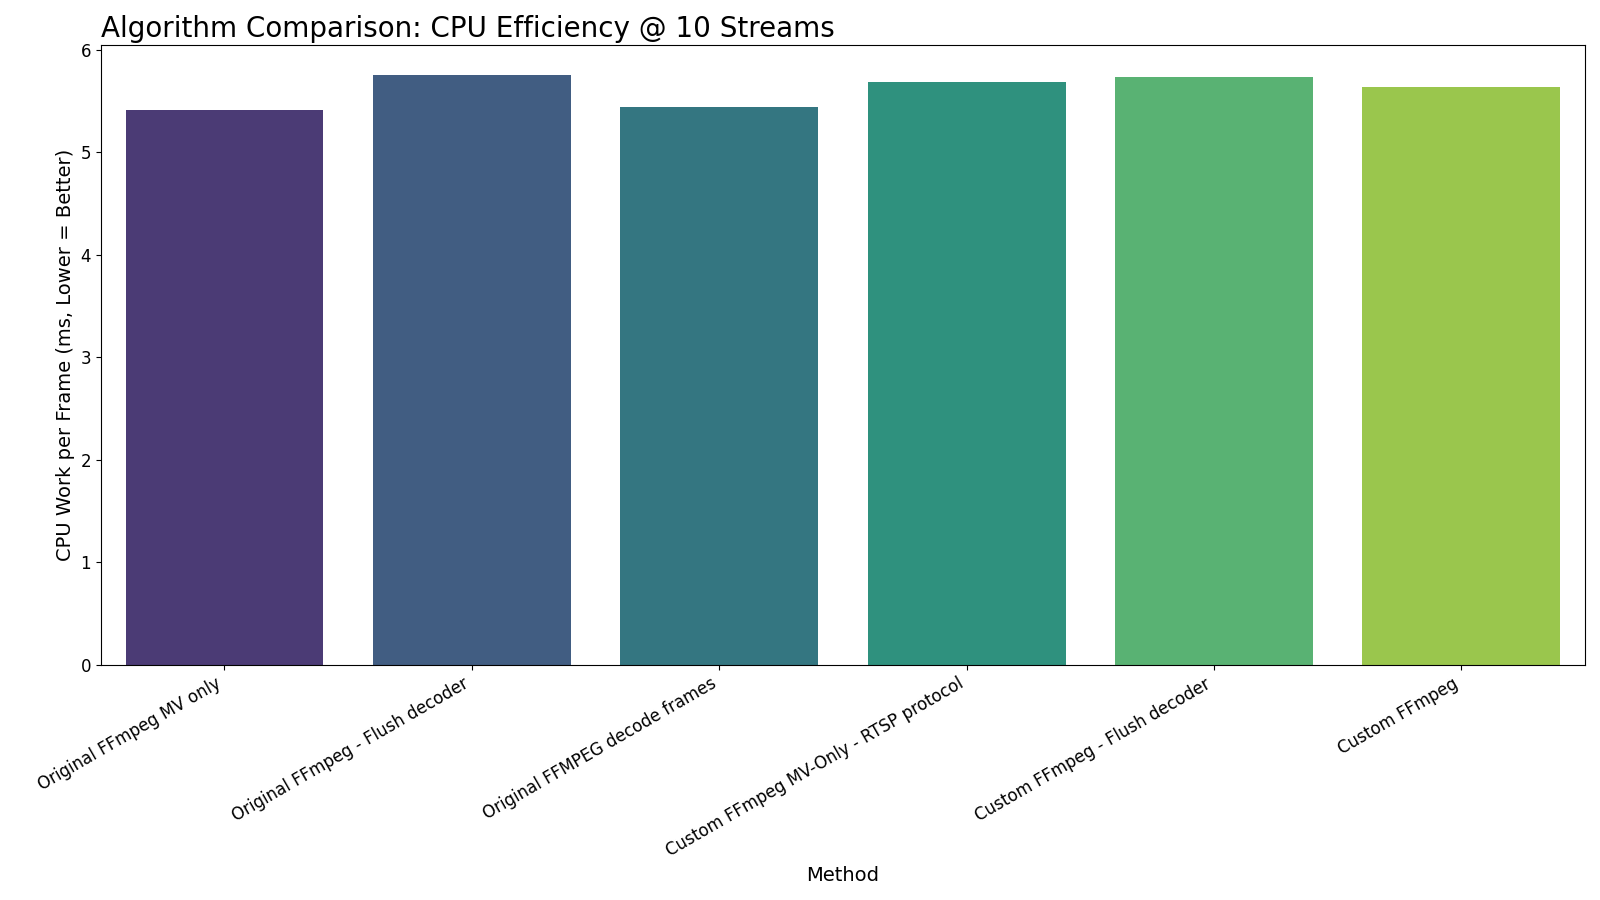 Algorithm Comparison: CPU Efficiency @ 10 Streams
CPU Work per Frame (ms, Lower = Better)
6
5
4
3
2
1
0
Original FFmpeg MV only
Original FFmpeg - Flush decoder
Original FFMPEG decode frames
Custom FFmpeg MV-Only - RTSP protocol
Custom FFmpeg - Flush decoder
Custom FFmpeg
Method